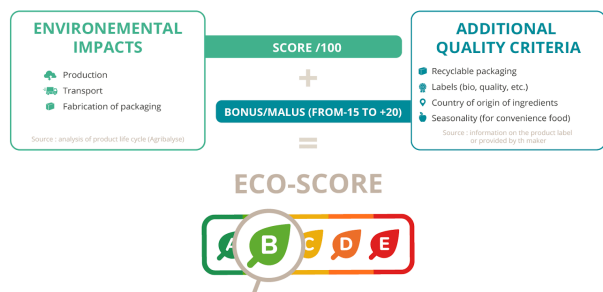 ENVIRONEMENTAL
IMPACTS
Production
Transport
Fabrication of packaging
Source : analysis of product life cycle (Agribalyse)
SCORE /100
+
BONUS/MALUS (FROM-15 TO +20)
=
ADDITIONAL
QUALITY CRITERIA
Recyclable packaging
Labels (bio, quality, etc.)
Country of origin of ingredients
Seasonality (for convenience food)
Source : information on the product label
or provided by th maker
ECO-SCORE
A B C D E